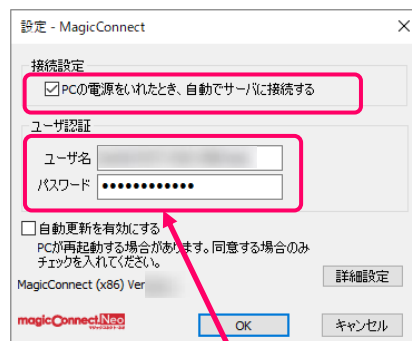 設定 - MagicConnect
接続設定
PCの電源をいれたとき、自動でサーバに接続する
ユーザ認証
ユーザ名
パスワード ●●●●●●●●●●●●
自動更新を有効にする
PCが再起動する場合があります。同意する場合のみ
チェックを入れてください。
詳細設定
MagicConnect (x86) Ver
magicConnect Neo
OK
キャンセル